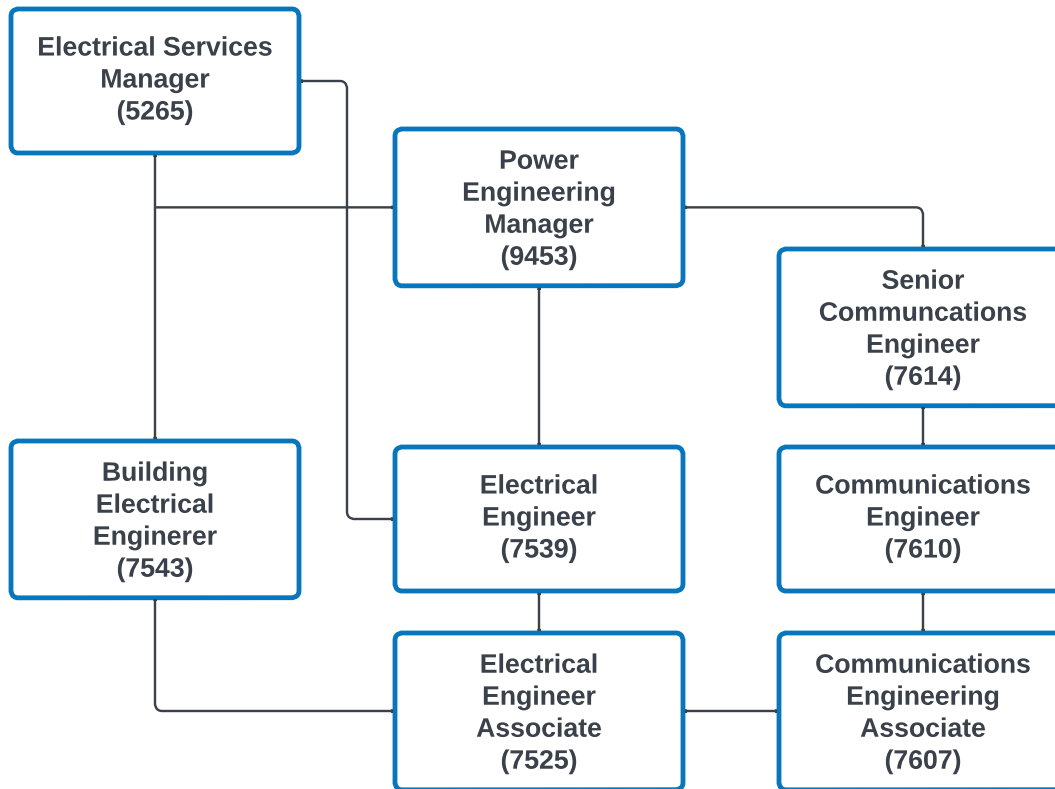 Electrical Services
Manager
(5265)
Power
Engineering
Manager
(9453)
Senior
Communcations
Engineer
(7614)
Building
Electrical
Enginerer
(7543)
Electrical
Engineer
(7539)
Communications
Engineer
(7610)
Electrical
Engineer
Associate
(7525)
Communications
Engineering
Associate
(7607)